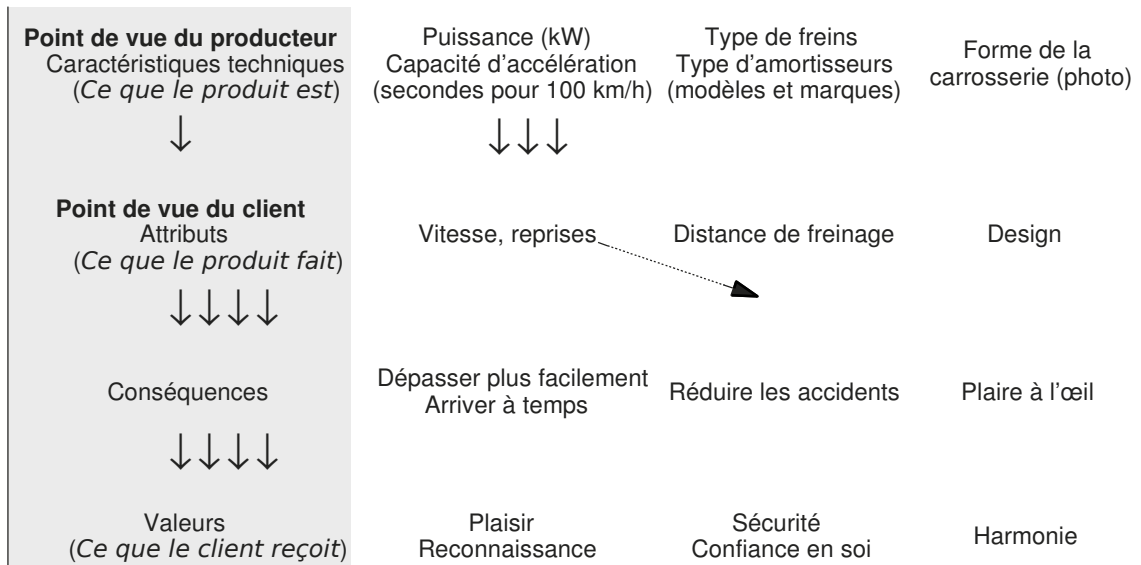 Point de vue du producteur
Caractéristiques techniques
(Ce que le produit est)
Puissance (kW)
Capacité d'accélération
(secondes pour 100 km/h)
Type de freins
Type d'amortisseurs
(modèles et marques)
Forme de la
carrosserie (photo)
↓
↓↓↓
Point de vue du client
Attributs
(Ce que le produit fait)
Vitesse, reprises
Distance de freinage
Design
↓↓↓↓
Conséquences
Dépasser plus facilement
Arriver à temps
Réduire les accidents
Plaire à l'œil
↓↓↓↓
Valeurs
(Ce que le client reçoit)
Plaisir
Reconnaissance
Sécurité
Confiance en soi
Harmonie